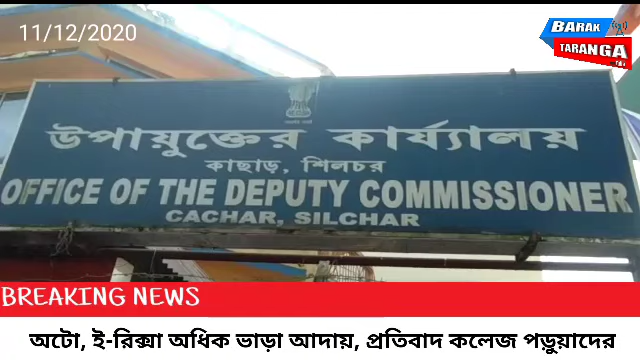 11/12/2020
BARAK
TARANGA
উপায়ুক্তের কার্য্যালয়
কাছাড়, শিলচর
OFFICE OF THE DEPUTY COMMISSIONER
CACHAR, SILCHAR
BREAKING NEWS
অটো, ই-রিক্সা অধিক ভাড়া আদায়, প্রতিবাদ কলেজ পড়ুয়াদের